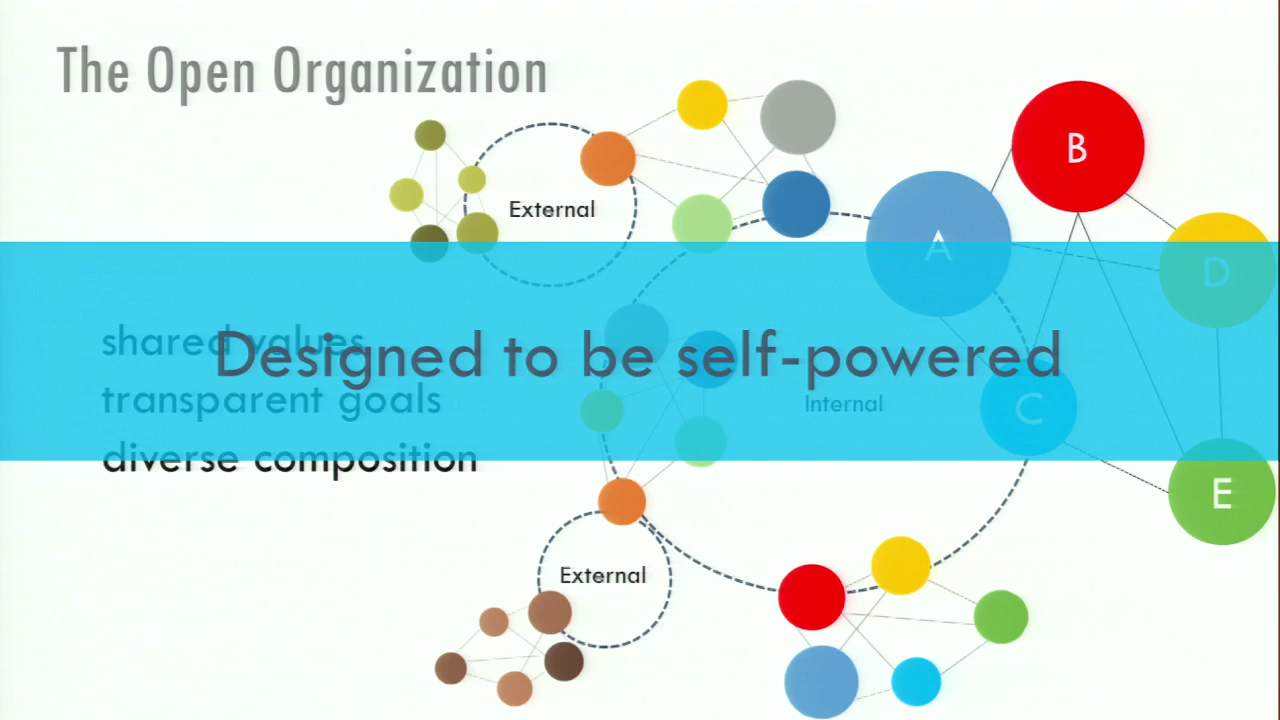 The Open Organization
B
External
A
D
shared values
Designed to be self-powered
transparent goals
Internal
C
diverse composition
E
External